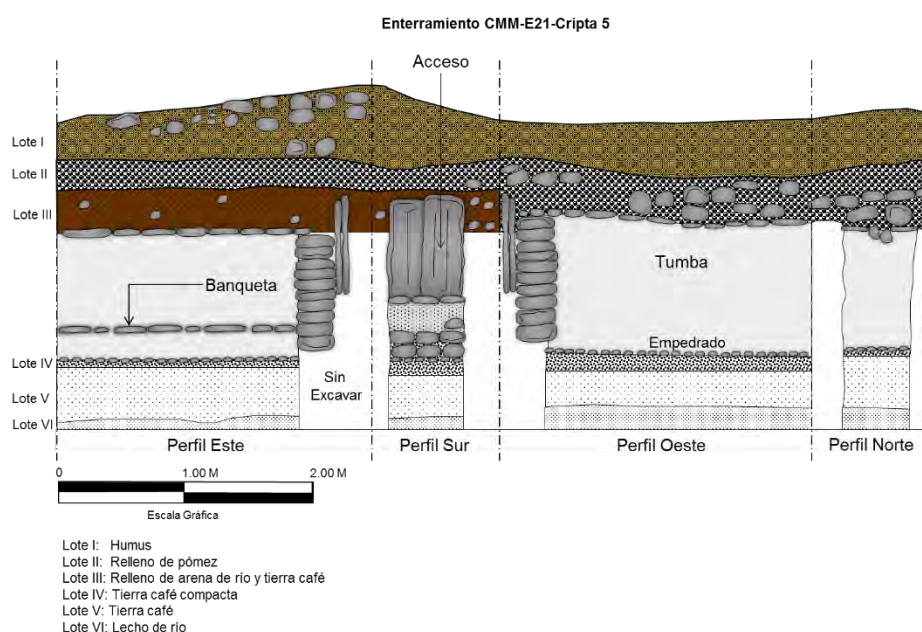 Enterramiento CMM-E21-Cripta 5
Acceso
Lote I
Lote II
Lote III
Banqueta
Tumba
Empedrado
Lote IV
Sin
Excavar
Lote V
Lote VI
Perfil Este
Perfil Sur
Perfil Oeste
Perfil Norte
0 1.00 M 2.00 M
Escala Gráfica
Lote I: Humus
Lote II: Relleno de pómez
Lote III: Relleno de arena de río y tierra café
Lote IV: Tierra café compacta
Lote V: Tierra café
Lote VI: Lecho de río